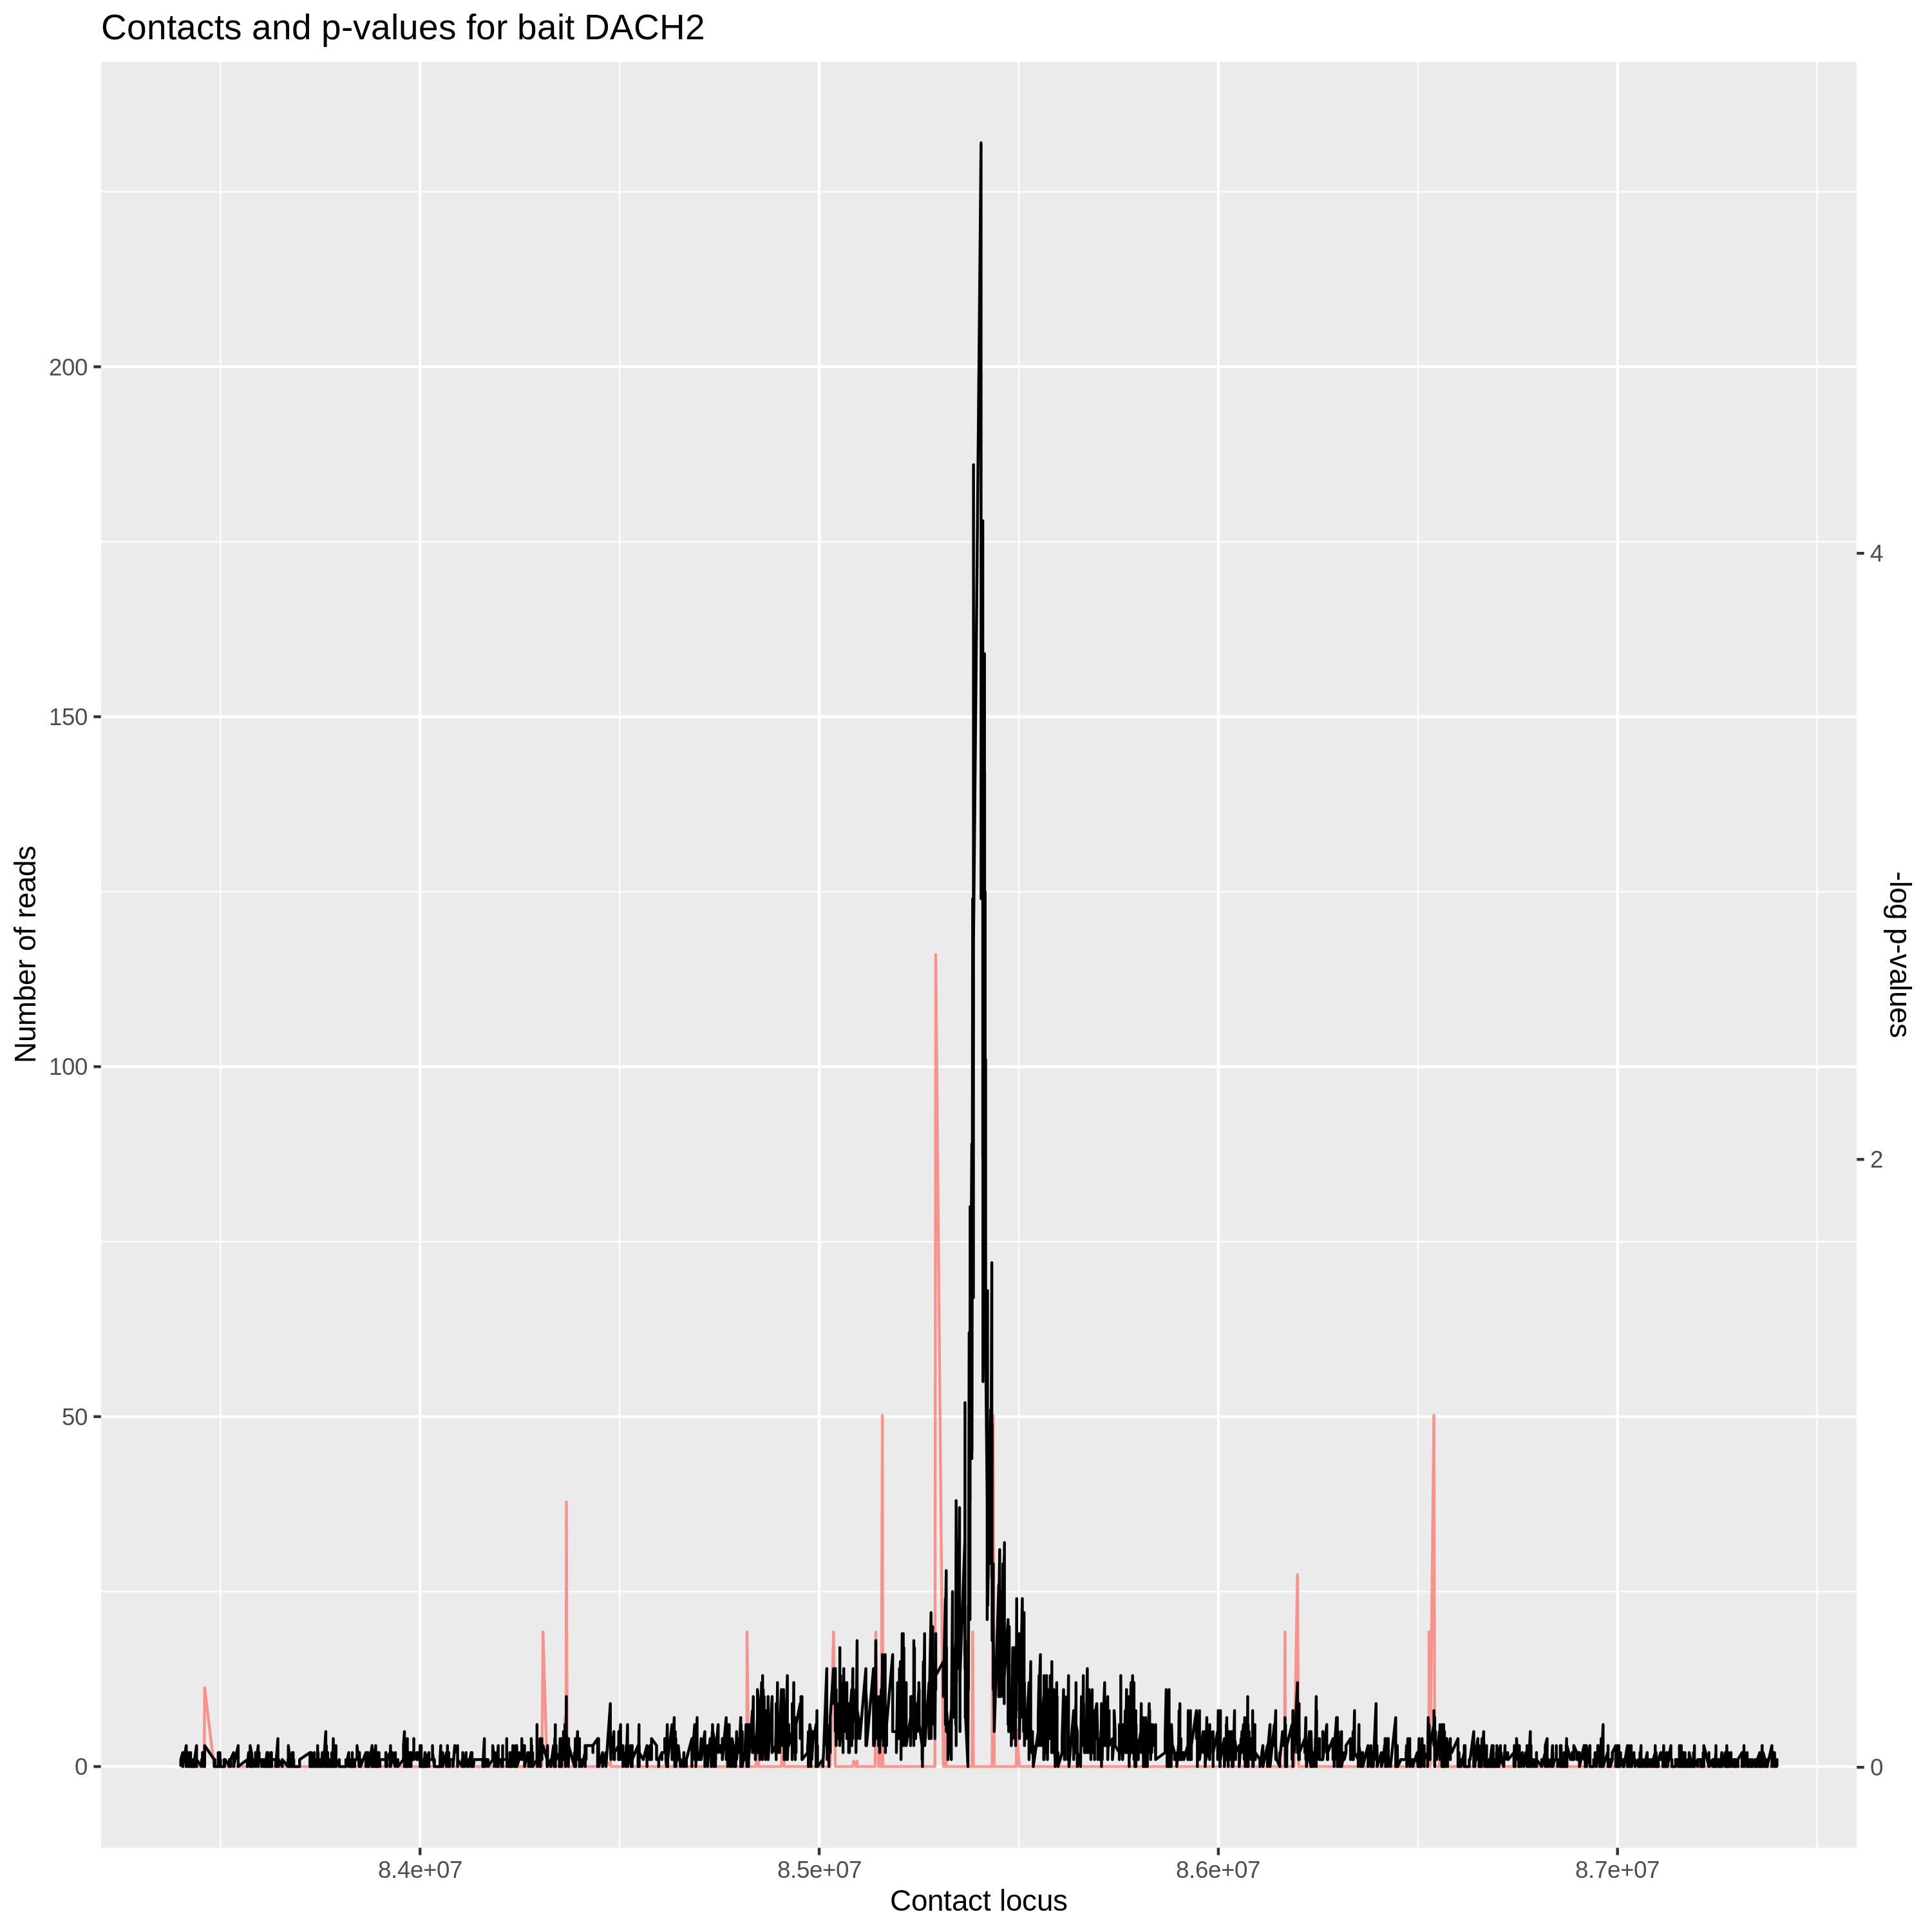 Contacts and p-values for bait DACH2
Number of reads
200
150
100
50
0
4
2
0
-log p-values
8.4e+07
8.5e+07
8.6e+07
8.7e+07
Contact locus